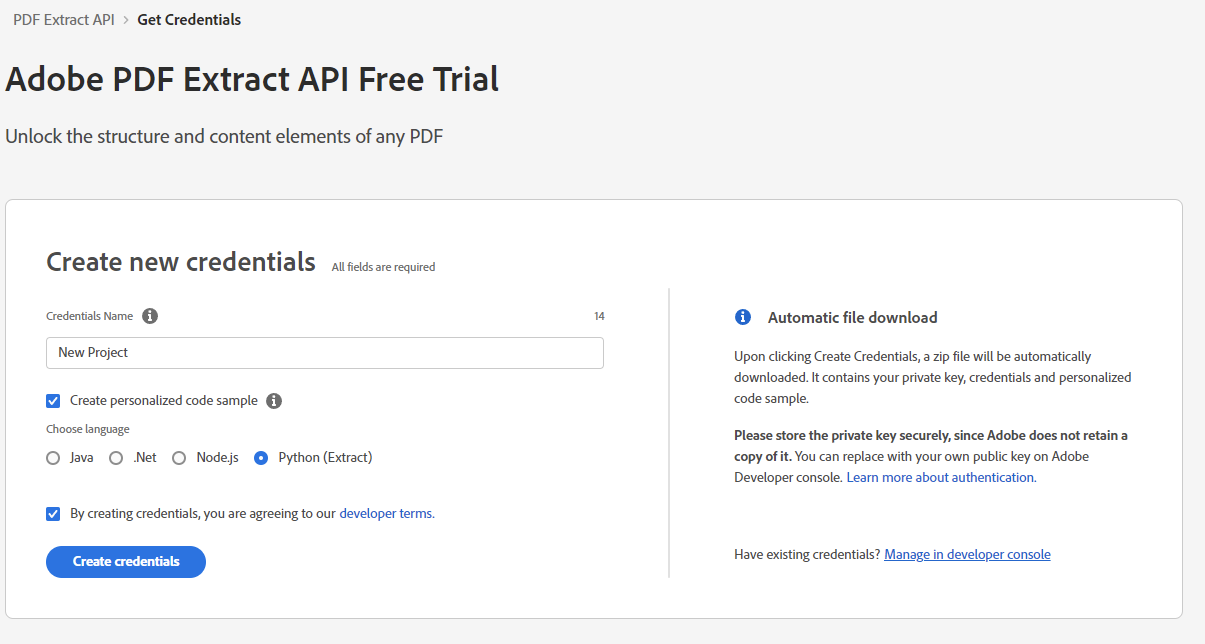 PDF Extract API > Get Credentials
Adobe PDF Extract API Free Trial
Unlock the structure and content elements of any PDF
Create new credentials All fields are required
Credentials Name 14
New Project
Create personalized code sample
Choose language
Java .Net Node.js Python (Extract)
By creating credentials, you are agreeing to our developer terms.
Create credentials
Automatic file download
Upon clicking Create Credentials, a zip file will be automatically
downloaded. It contains your private key, credentials and personalized
code sample.
Please store the private key securely, since Adobe does not retain a
copy of it. You can replace with your own public key on Adobe
Developer console. Learn more about authentication.
Have existing credentials? Manage in developer console